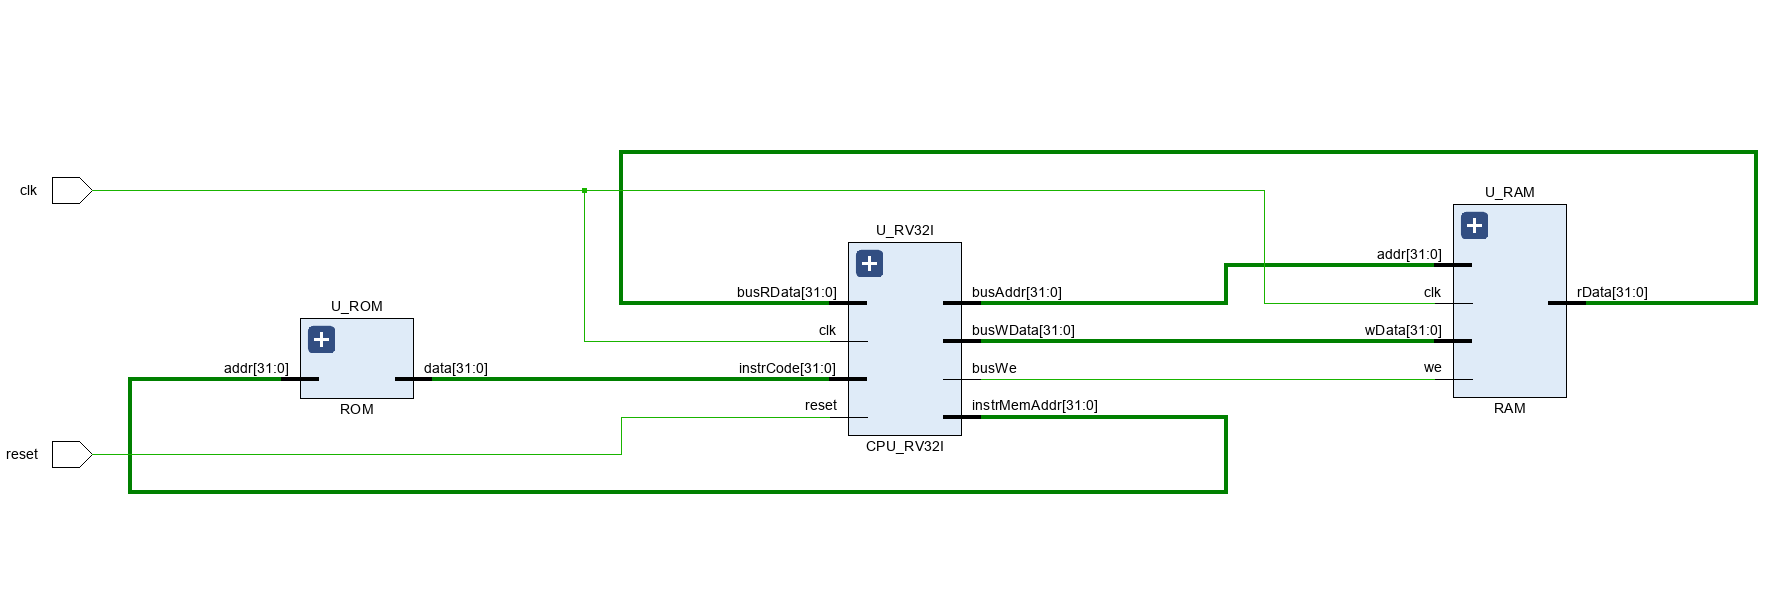 clk
reset
U_ROM
addr[31:0]
data[31:0]
ROM
U_RV32I
busRData[31:0]
clk
instrCode[31:0]
reset
busAddr[31:0]
busWData[31:0]
busWe
instrMemAddr[31:0]
CPU_RV32I
U_RAM
addr[31:0]
clk
wData[31:0]
we
rData[31:0]
RAM